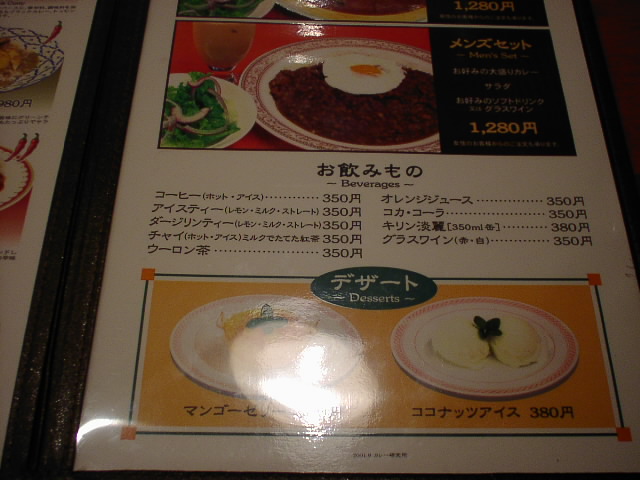 980円
1,280円
メンズセット
～ Men's Set ～
お好みの大盛りカレー
サラダ
お好みのソフトドリンク
又は グラスワイン
1,280円
お飲みもの
～ Beverages ～
コーヒー(ホット・アイス)············350円
アイスティー(レモン・ミルク・ストレート)350円
ダージリンティー(レモン・ミルク・ストレート)350円
チャイ(ホット・アイス)ミルクでたてた紅茶 350円
ウーロン茶························350円
オレンジジュース···············350円
コカ・コーラ·····················350円
キリン淡麗[350ml缶]···········380円
グラスワイン(赤・白)············350円
デザート
～ Desserts ～
マンゴーゼリー 円
ココナッツアイス 380円